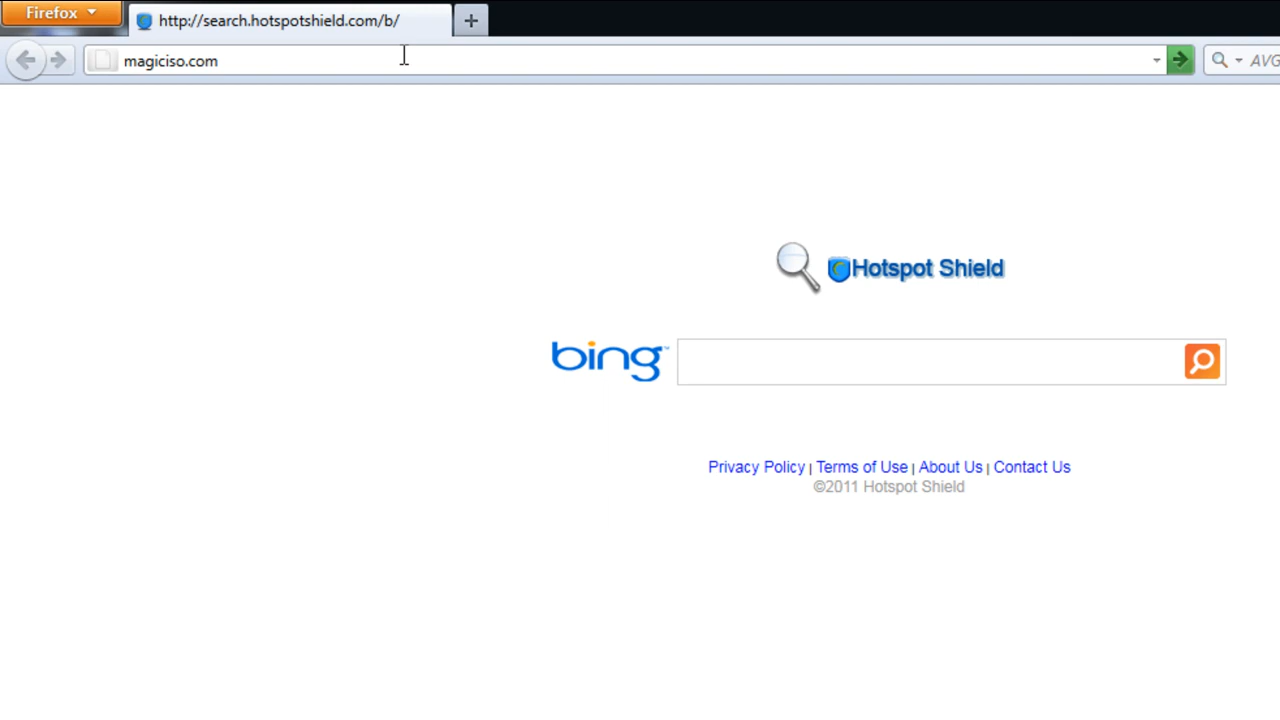 Firefox
http://search.hotspotshield.com/b/
magiciso.com
AVG
Hotspot Shield
bing™
Privacy Policy | Terms of Use | About Us | Contact Us
©2011 Hotspot Shield